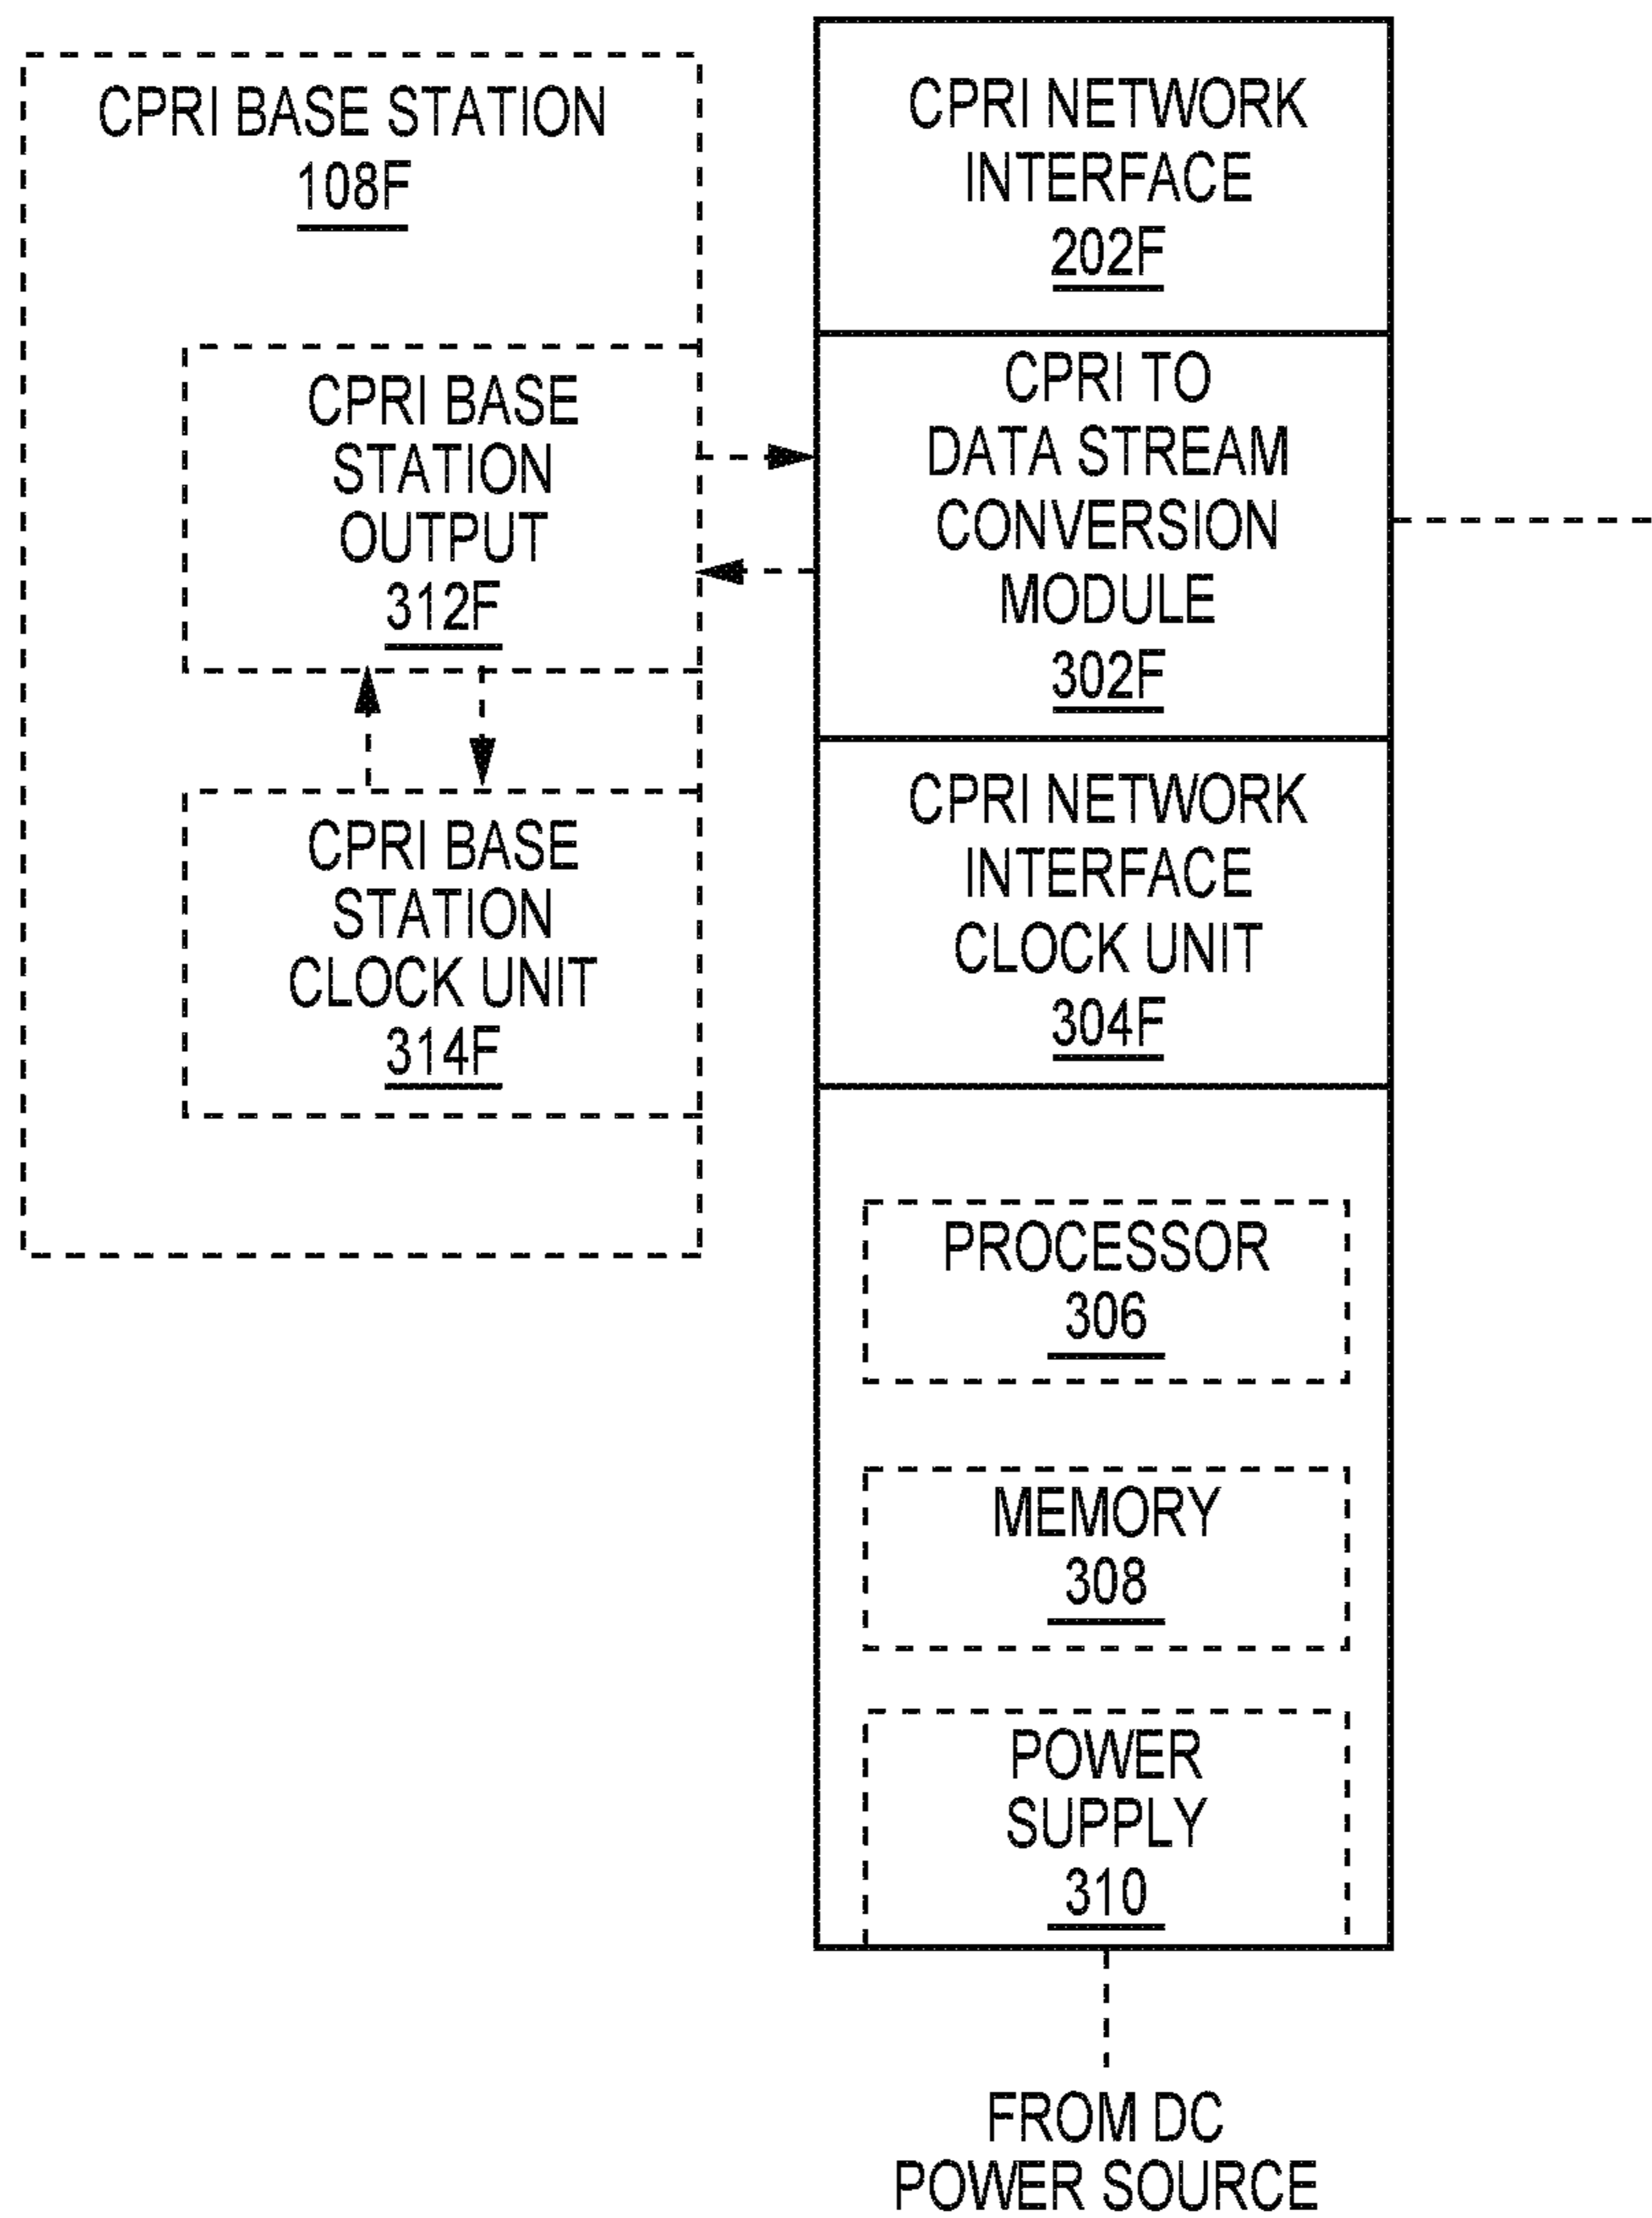 CPRI BASE STATION
108F
CPRI BASE
STATION
OUTPUT
312F
CPRI BASE
STATION
CLOCK UNIT
314F
CPRI NETWORK
INTERFACE
202F
CPRI TO
DATA STREAM
CONVERSION
MODULE
302F
CPRI NETWORK
INTERFACE
CLOCK UNIT
304F
PROCESSOR
306
MEMORY
308
POWER
SUPPLY
310
FROM DC
POWER SOURCE